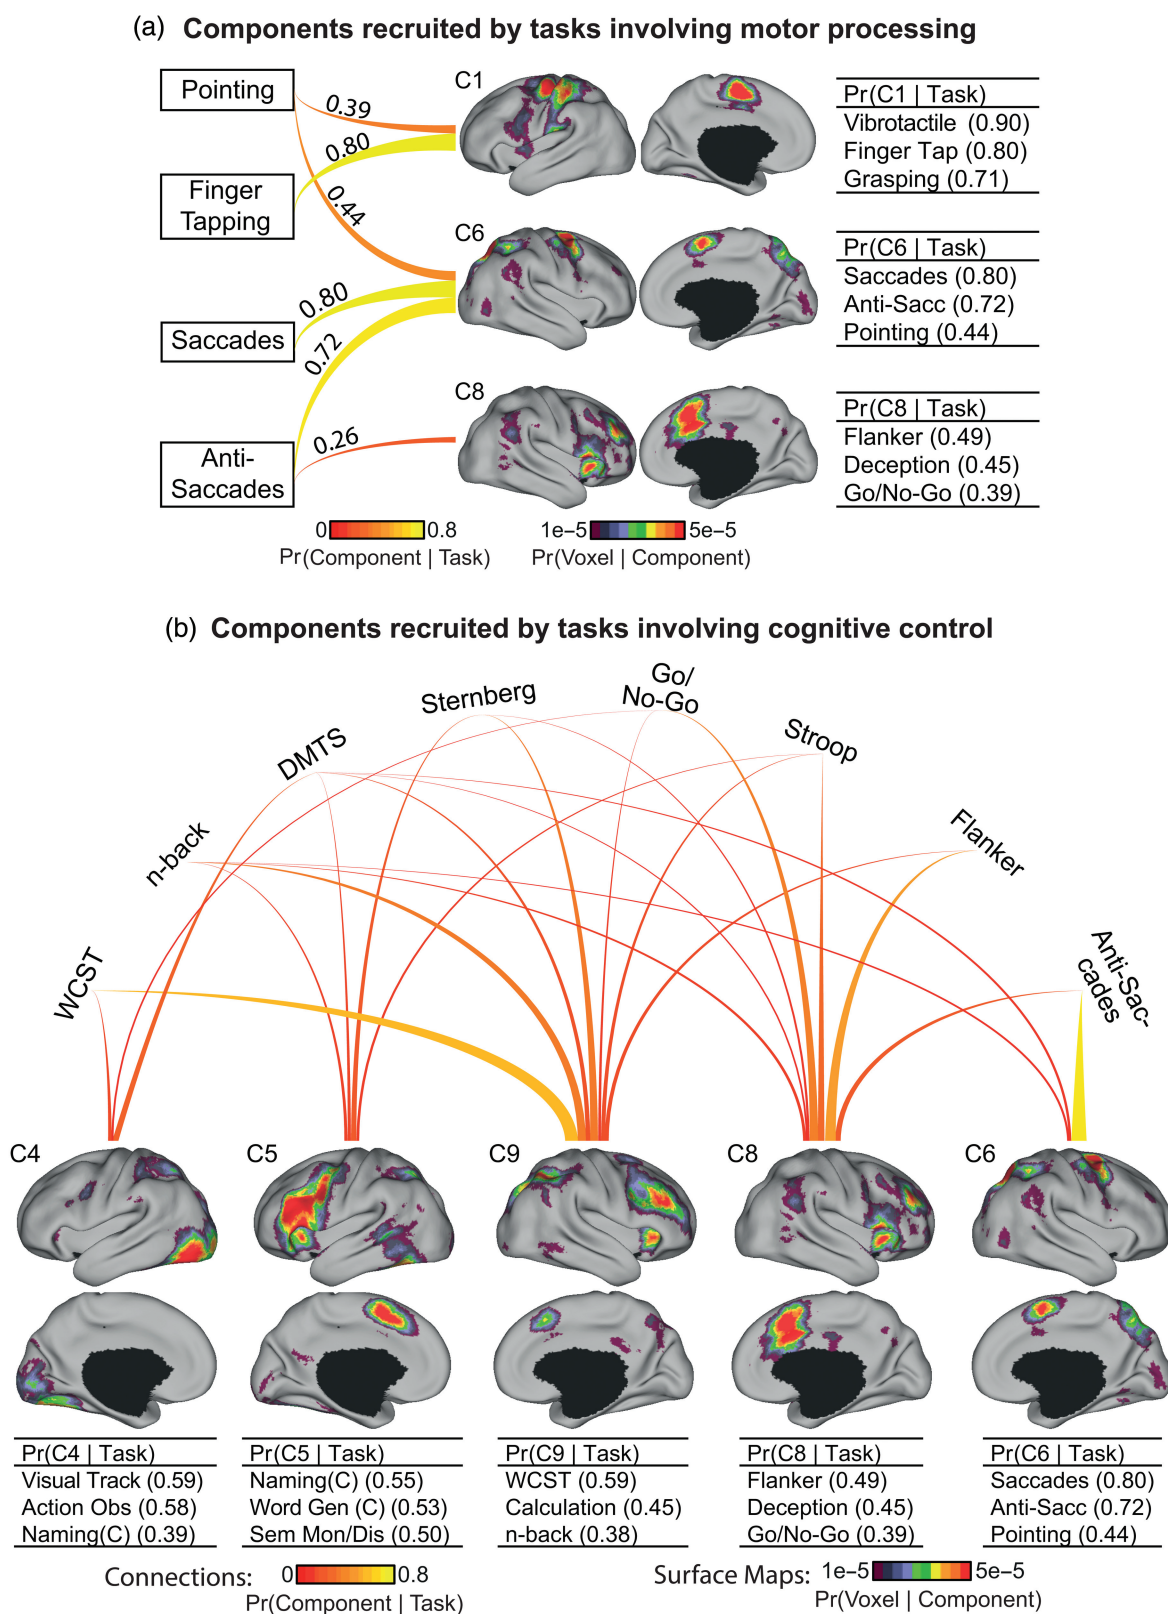 (a) Components recruited by tasks involving motor processing
Pointing
Finger
Tapping
Saccades
Anti-
Saccades
0.39
0.80
0.44
0.80
0.72
0.26
C1
Pr(C1 | Task)
Vibrotactile (0.90)
Finger Tap (0.80)
Grasping (0.71)
C6
Pr(C6 | Task)
Saccades (0.80)
Anti-Sacc (0.72)
Pointing (0.44)
C8
Pr(C8 | Task)
Flanker (0.49)
Deception (0.45)
Go/No-Go (0.39)
0 0.8
Pr(Component | Task)
1e−5 5e−5
Pr(Voxel | Component)
(b) Components recruited by tasks involving cognitive control
WCST
n-back
DMTS
Sternberg
Go/
No-Go
Stroop
Flanker
Anti-Sac-
cades
C4
C5
C9
C8
C6
Pr(C4 | Task)
Visual Track (0.59)
Action Obs (0.58)
Naming(C) (0.39)
Pr(C5 | Task)
Naming(C) (0.55)
Word Gen (C) (0.53)
Sem Mon/Dis (0.50)
Pr(C9 | Task)
WCST (0.59)
Calculation (0.45)
n-back (0.38)
Pr(C8 | Task)
Flanker (0.49)
Deception (0.45)
Go/No-Go (0.39)
Pr(C6 | Task)
Saccades (0.80)
Anti-Sacc (0.72)
Pointing (0.44)
Connections: 0 0.8
Pr(Component | Task)
Surface Maps: 1e−5 5e−5
Pr(Voxel | Component)